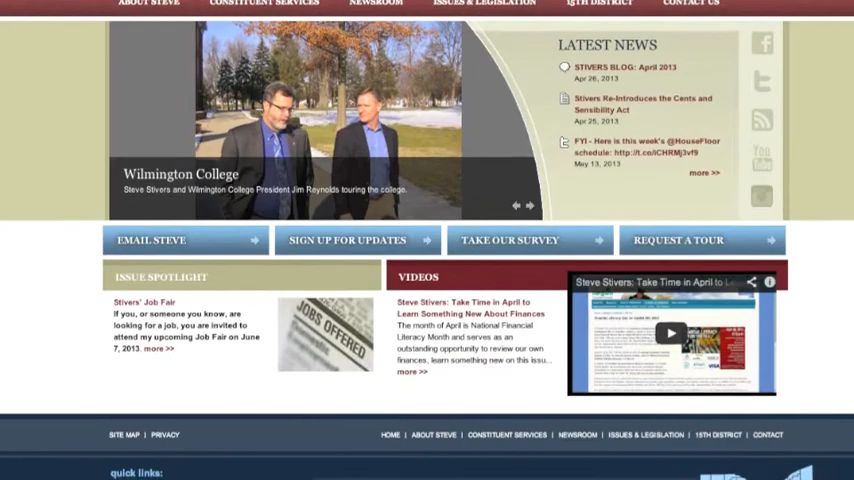 ABOUT STEVE CONSTITUENT SERVICES NEWSROOM ISSUES & LEGISLATION 15TH DISTRICT CONTACT US
LATEST NEWS
STIVERS BLOG: April 2013
Apr 26, 2013
Stivers Re-Introduces the Cents and
Sensibility Act
Apr 25, 2013
FYI - Here is this week's @HouseFloor
schedule: http://t.co/iCHRMj3vf9
May 13, 2013
more >>
You
Tube
Wilmington College
Steve Stivers and Wilmington College President Jim Reynolds touring the college.
EMAIL STEVE
SIGN UP FOR UPDATES
TAKE OUR SURVEY
REQUEST A TOUR
ISSUE SPOTLIGHT
Stivers' Job Fair
If you, or someone you know, are
looking for a job, you are invited to
attend my upcoming Job Fair on June
7, 2013. more >>
JOBS OFFERED
VIDEOS
Steve Stivers: Take Time in April to
Learn Something New About Finances
The month of April is National Financial
Literacy Month and serves as an
outstanding opportunity to review our own
finances, learn something new on this issu...
more >>
Steve Stivers: Take Time in April to L
VISA
SITE MAP | PRIVACY
HOME | ABOUT STEVE | CONSTITUENT SERVICES | NEWSROOM | ISSUES & LEGISLATION | 15TH DISTRICT | CONTACT
quick links: